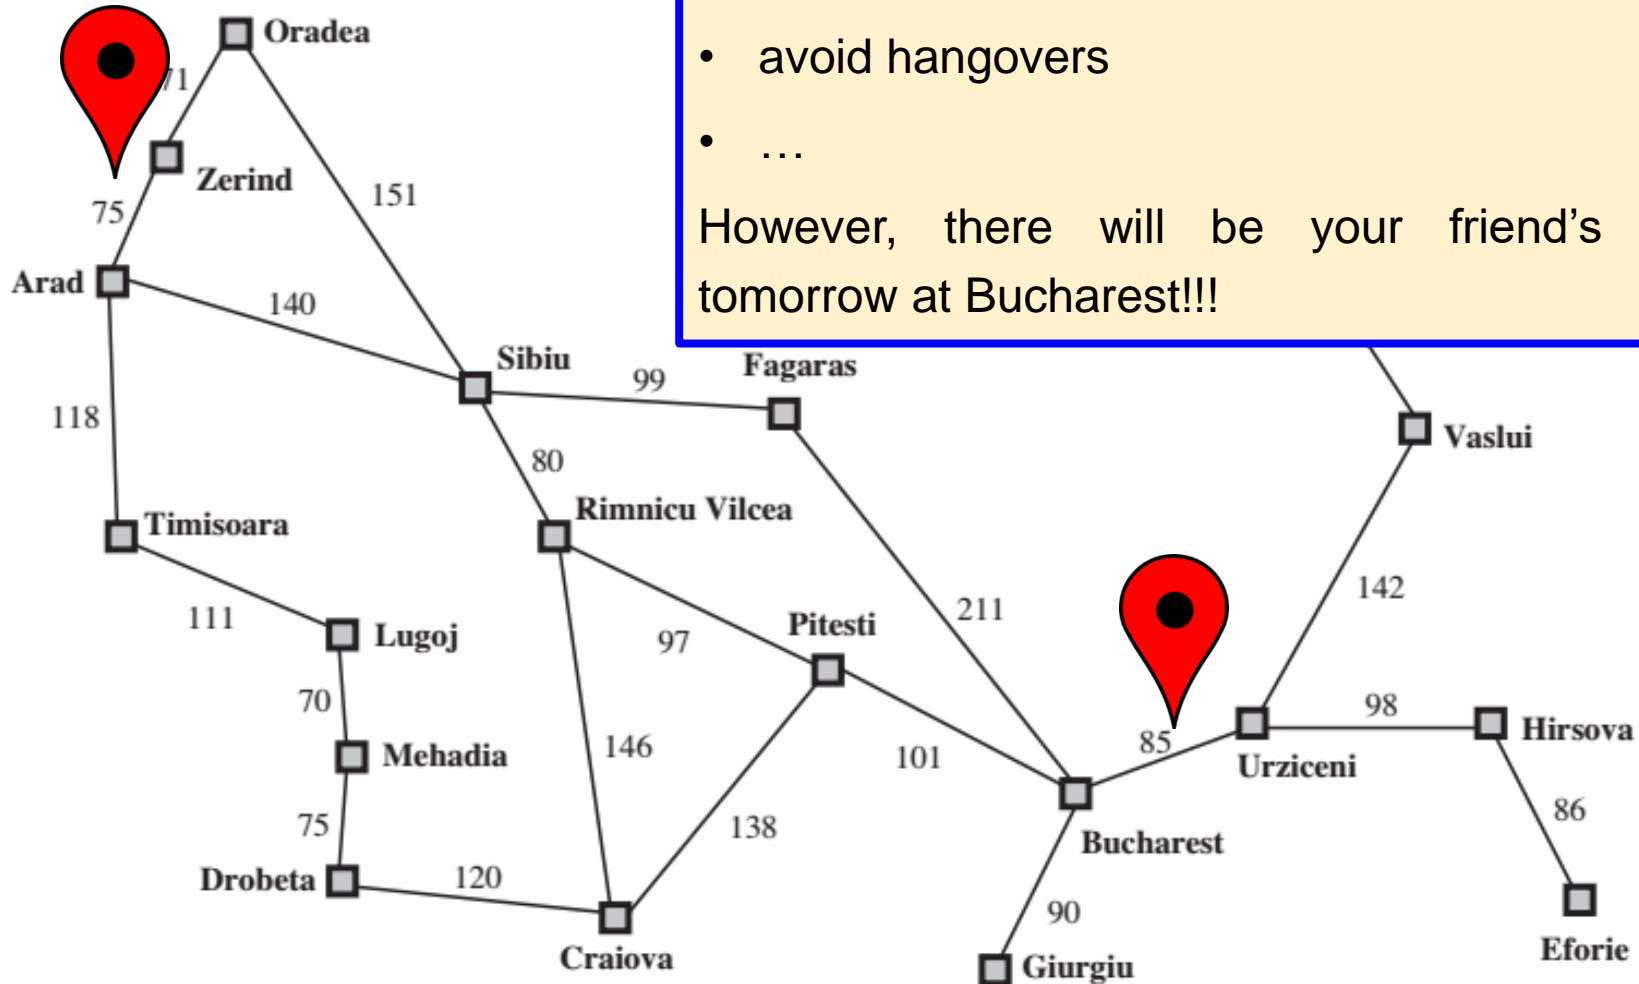 • avoid hangovers
• …
However, there will be your friend’s
tomorrow at Bucharest!!!
Oradea
71
Zerind
75
151
Arad
140
Sibiu
99
Fagaras
118
Vaslui
80
Timisoara
Rimnicu Vilcea
142
111
Lugoj
97
Pitesti
211
70
98
Hirsova
146
85
Mehadia
101
Urziceni
86
75
138
Bucharest
Drobeta
120
90
Eforie
Craiova
Giurgiu